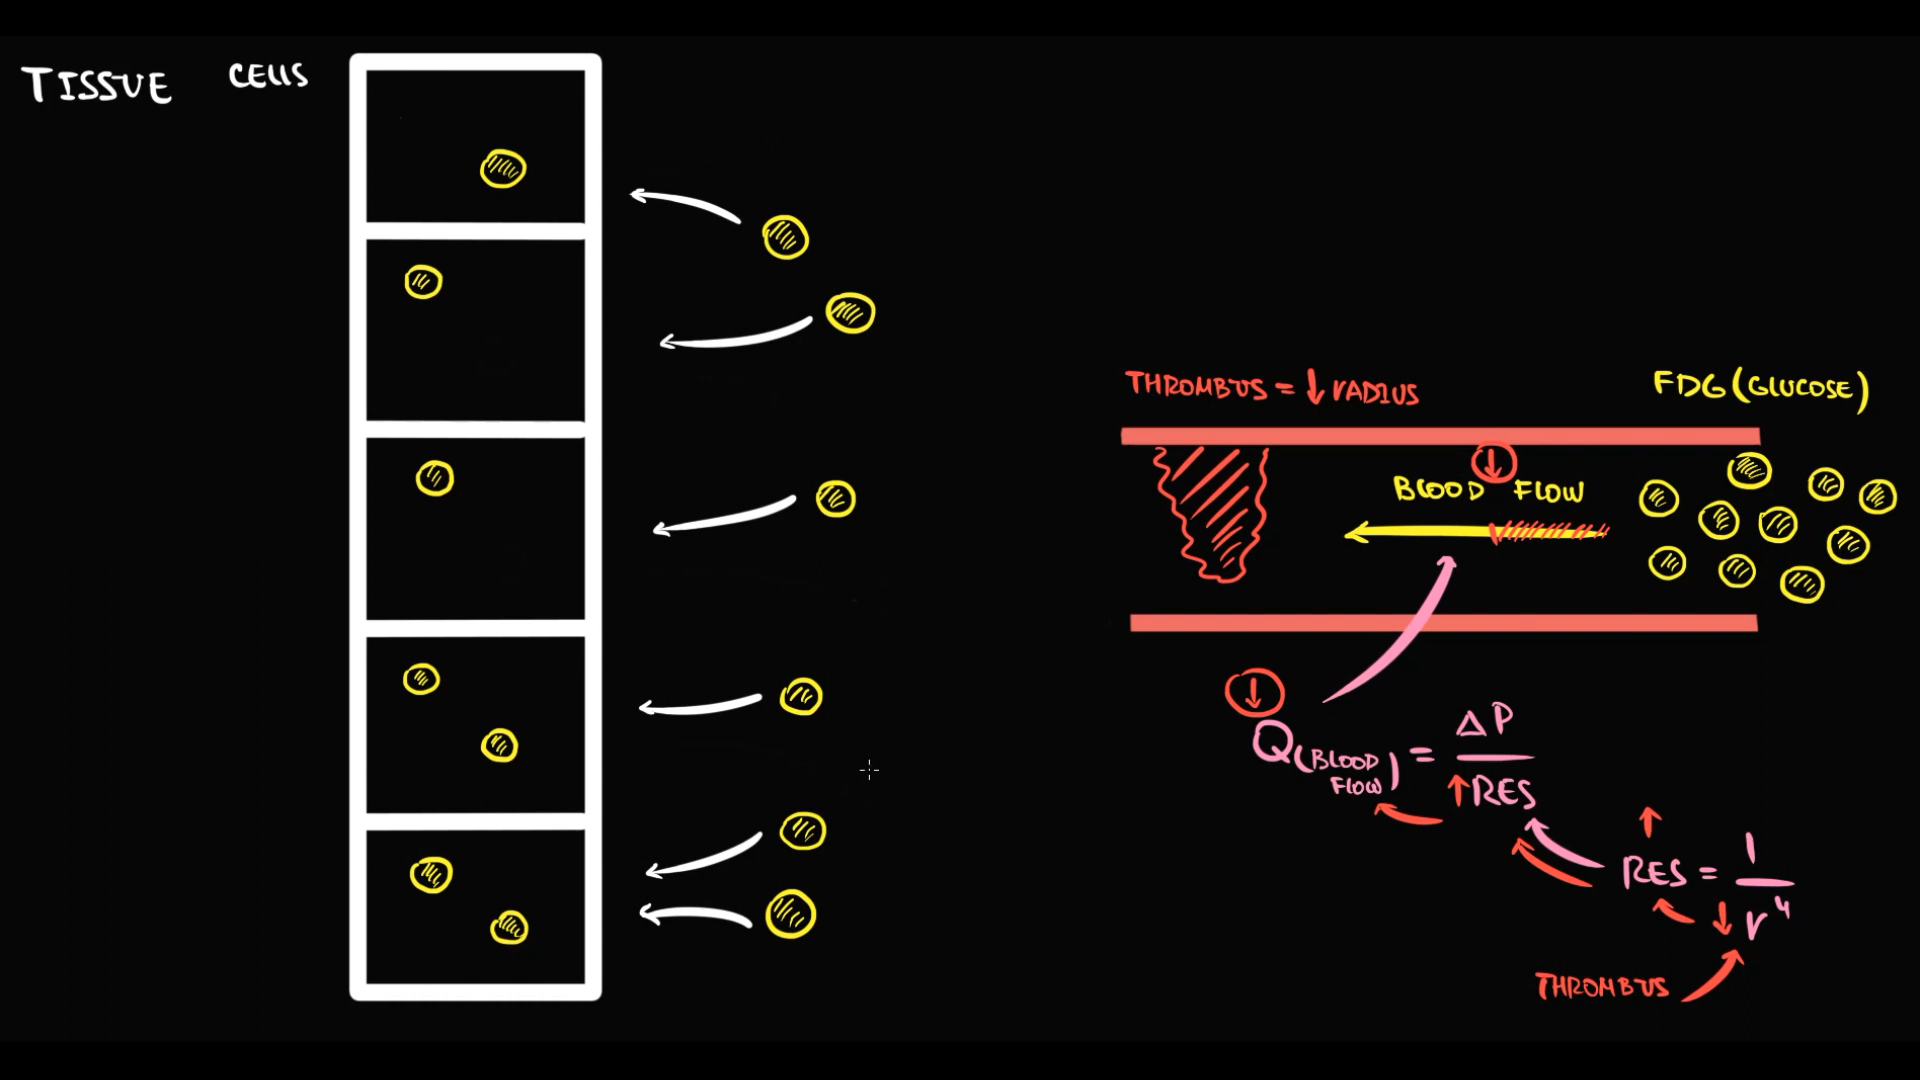 TISSUE CELLS
THROMBUS = ↓ RADIUS
FDG (GLUCOSE)
↓
BLOOD FLOW
↓
Q(BLOOD FLOW) = ΔP / ↑RES
↑
RES = 1 / ↓r⁴
THROMBUS